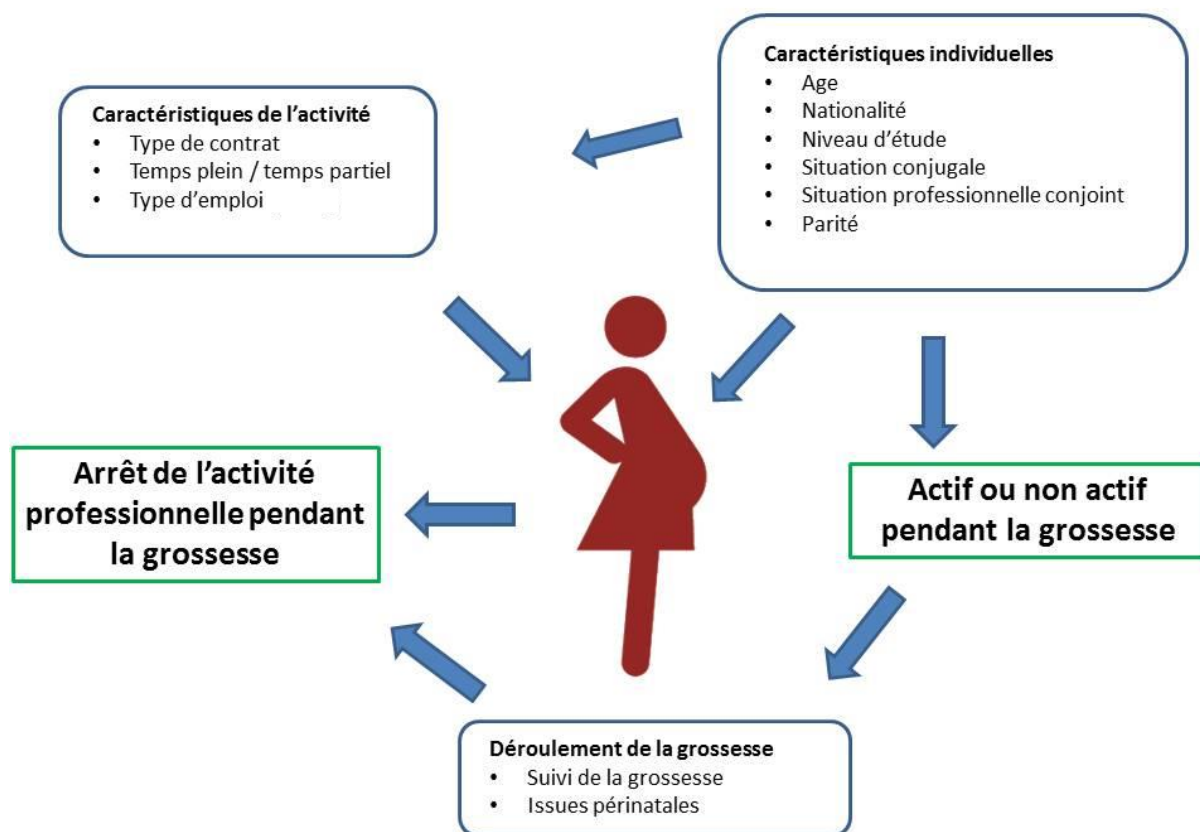 Caractéristiques individuelles
• Age
• Nationalité
• Niveau d'étude
• Situation conjugale
• Situation professionnelle conjoint
• Parité
Caractéristiques de l'activité
• Type de contrat
• Temps plein / temps partiel
• Type d'emploi
Arrêt de l'activité
professionnelle pendant
la grossesse
Actif ou non actif
pendant la grossesse
Déroulement de la grossesse
• Suivi de la grossesse
• Issues périnatales